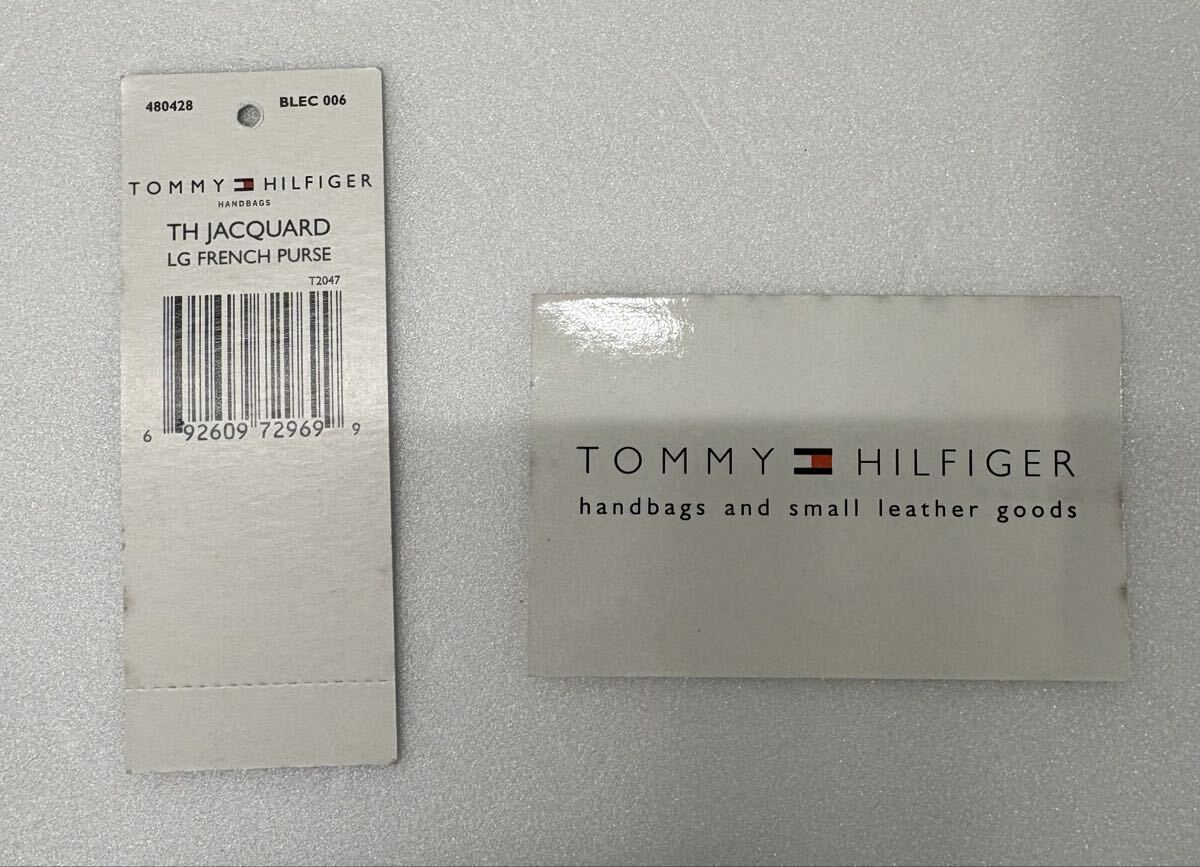 480428 BLEC 006
TOMMY HILFIGER
HANDBAGS
TH JACQUARD
LG FRENCH PURSE
T2047
6 92609 72969 9
TOMMY HILFIGER
handbags and small leather goods